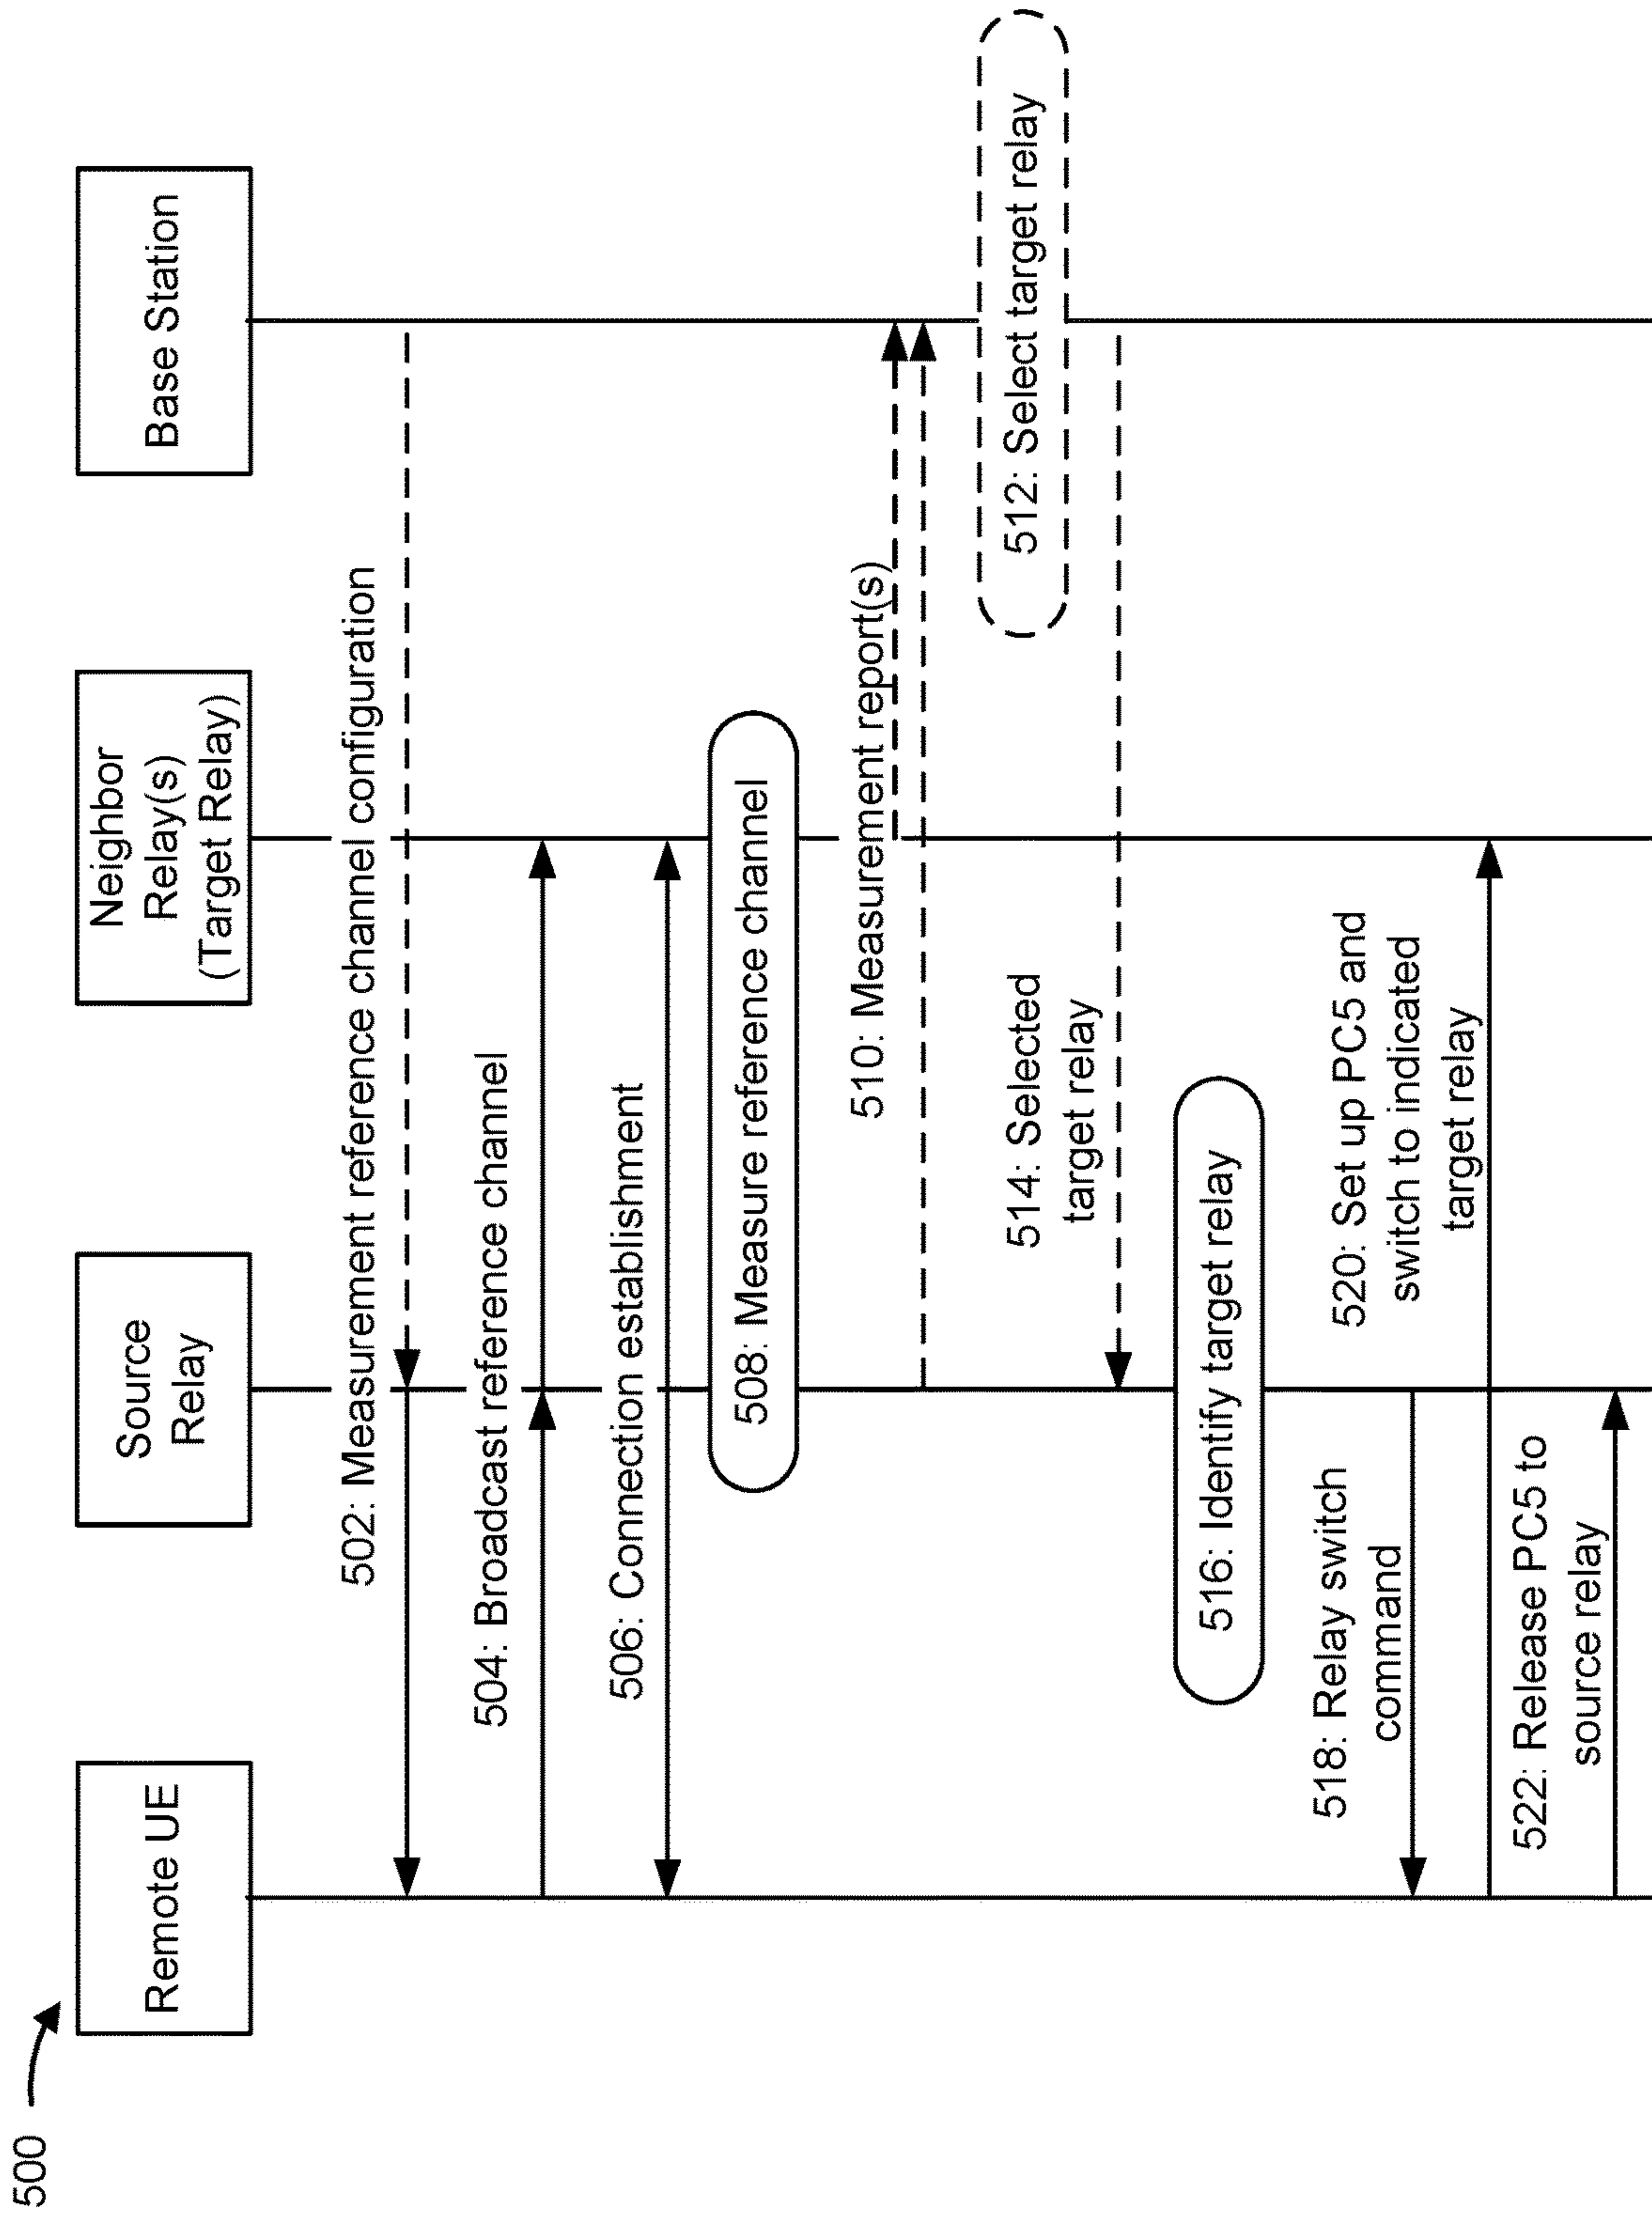 500
Remote UE
Source
Relay
Neighbor
Relay(s)
(Target Relay)
Base Station
502: Measurement reference channel configuration
504: Broadcast reference channel
506: Connection establishment
508: Measure reference channel
510: Measurement report(s)
512: Select target relay
514: Selected
target relay
516: Identify target relay
518: Relay switch
command
520: Set up PC5 and
switch to indicated
target relay
522: Release PC5 to
source relay